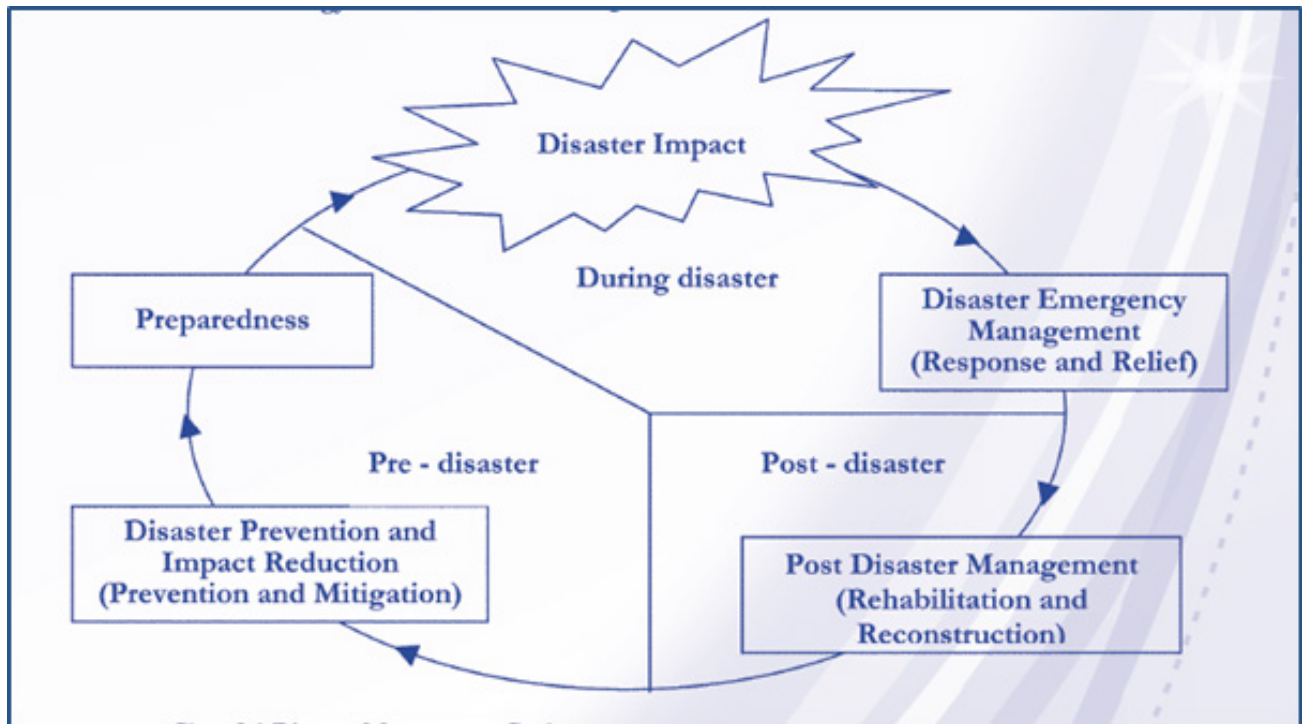 Disaster Impact
During disaster
Disaster Emergency
Management
(Response and Relief)
Preparedness
Pre - disaster
Post - disaster
Disaster Prevention and
Impact Reduction
(Prevention and Mitigation)
Post Disaster Management
(Rehabilitation and
Reconstruction)